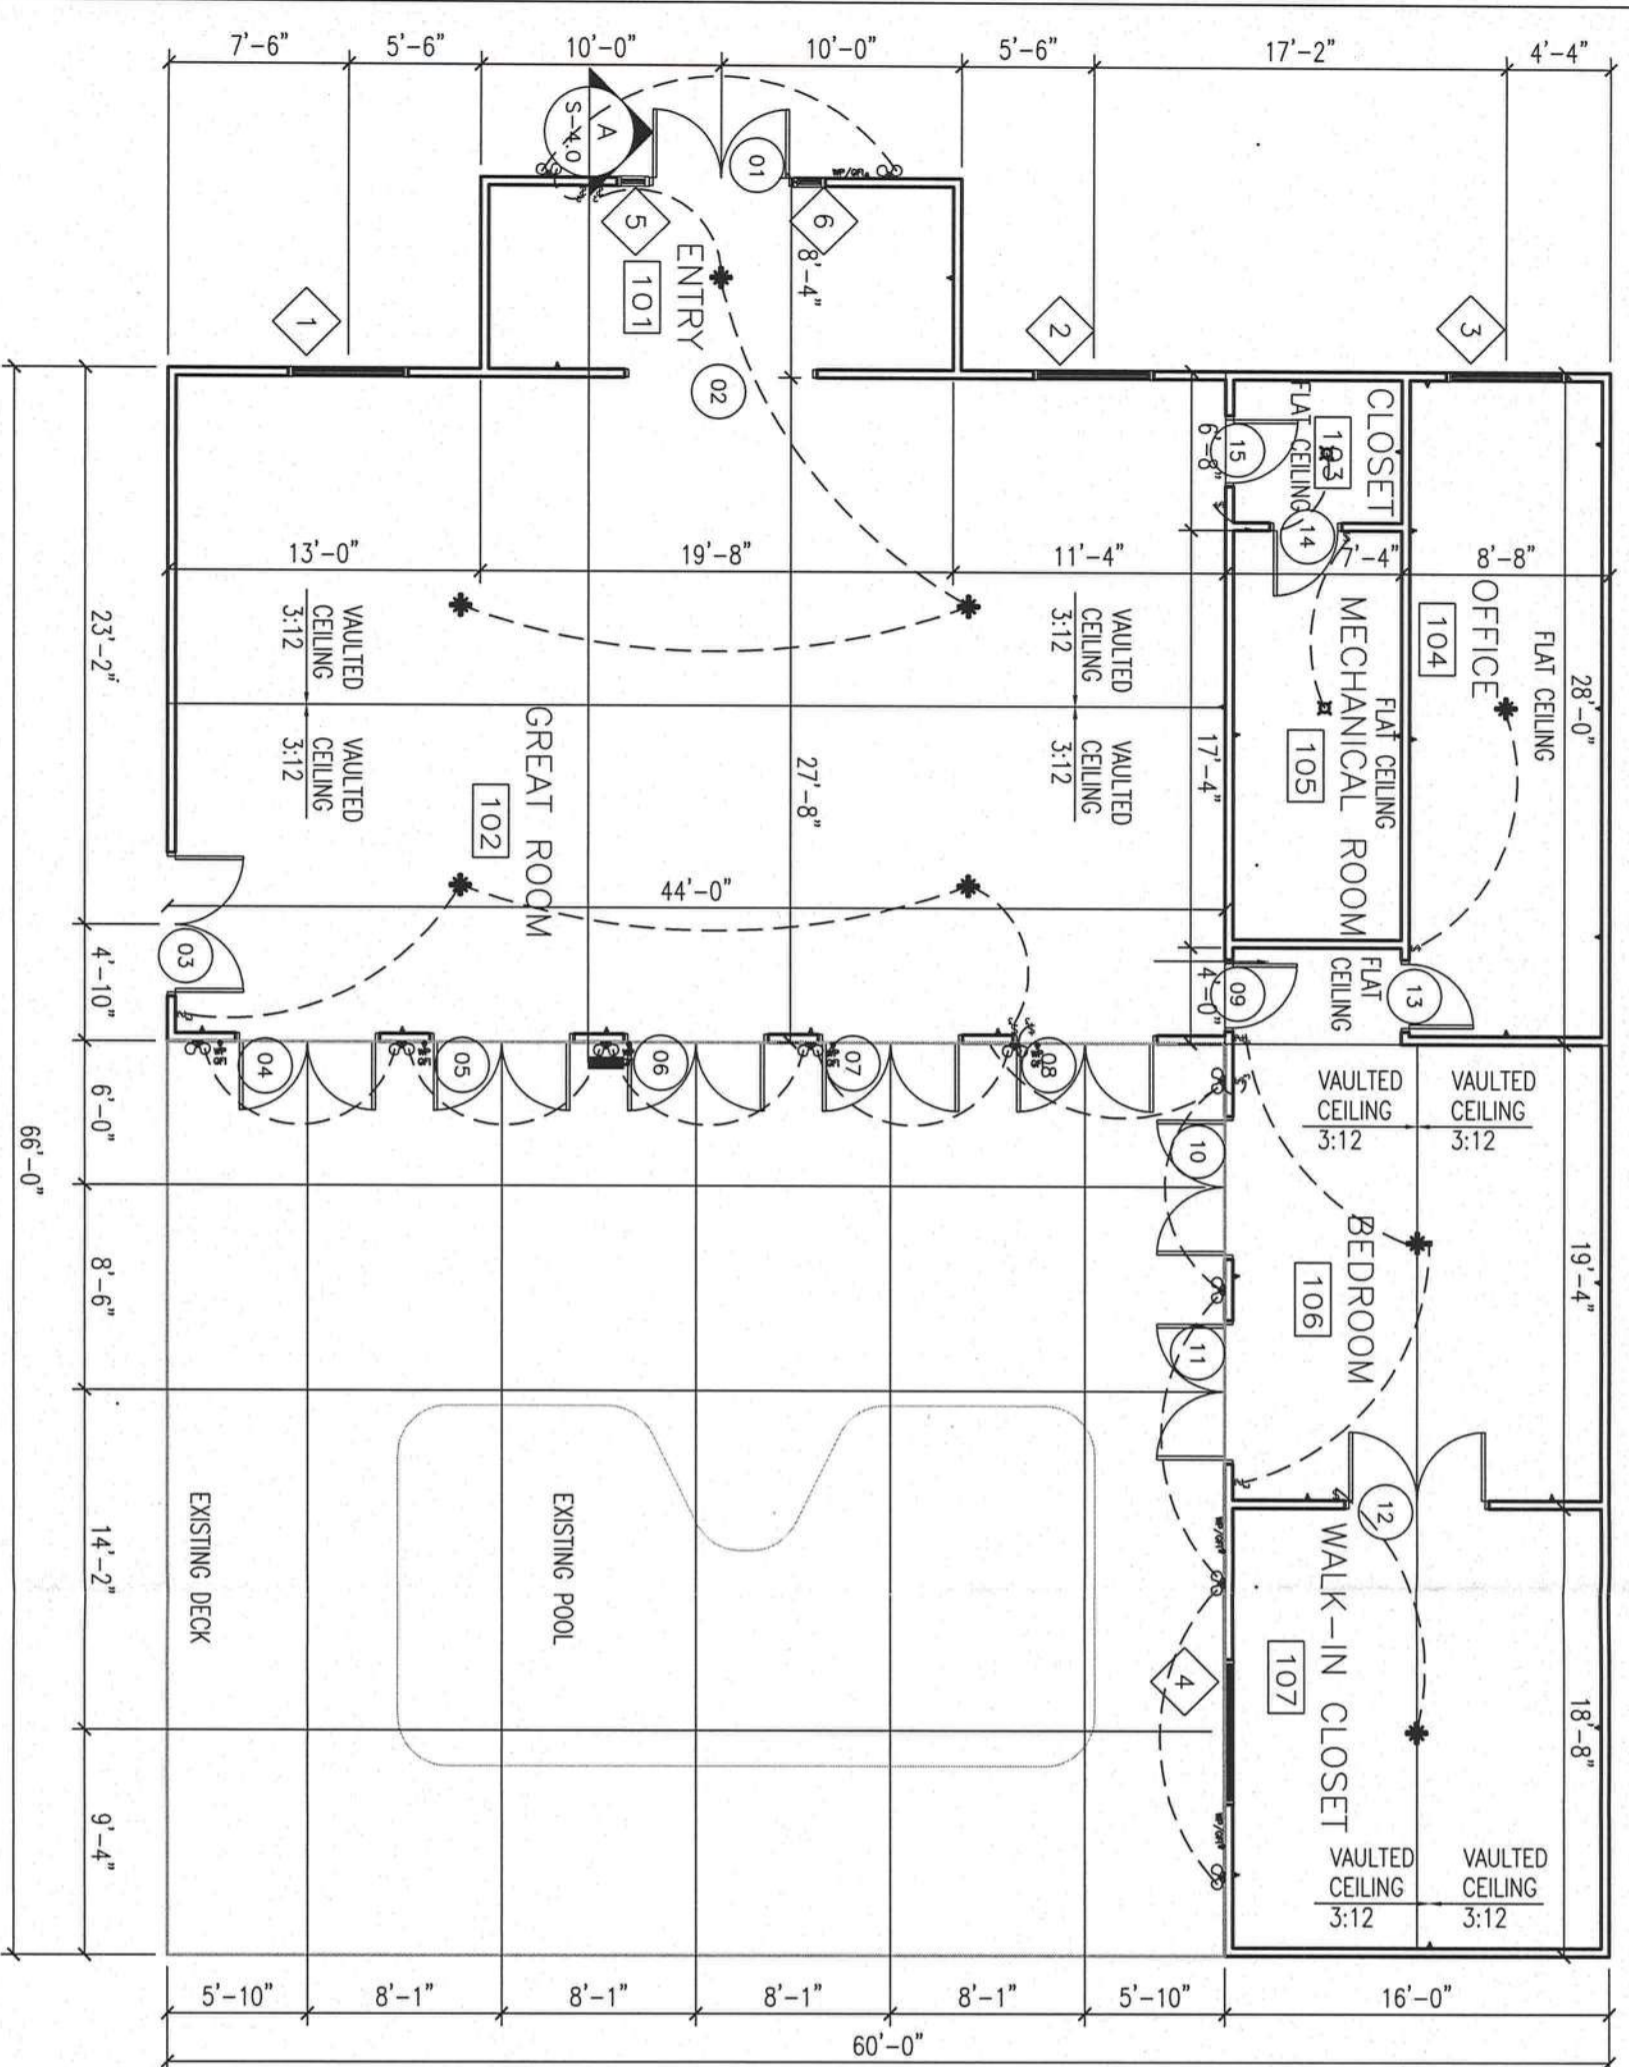 7'-6"
5'-6"
10'-0"
10'-0"
5'-6"
17'-2"
4'-4"
A
S-4.0
01
WP/GFI
5
6
8'-4"
ENTRY
101
1
2
3
02
CLOSET
103
FLAT CEILING
15
6'-8"
14
13'-0"
19'-8"
11'-4"
7'-4"
8'-8"
VAULTED
CEILING
3:12
VAULTED
CEILING
3:12
VAULTED
CEILING
3:12
VAULTED
CEILING
3:12
OFFICE
104
FLAT CEILING
28'-0"
MECHANICAL ROOM
105
FLAT CEILING
17'-4"
GREAT ROOM
102
27'-8"
44'-0"
23'-2"
03
4'-10"
09
4'-0"
FLAT
CEILING
13
04
05
06
07
08
6'-0"
66'-0"
VAULTED
CEILING
3:12
VAULTED
CEILING
3:12
10
BEDROOM
106
19'-4"
8'-6"
11
12
WP/GFI
EXISTING DECK
EXISTING POOL
14'-2"
4
WALK-IN CLOSET
107
18'-8"
WP/GFI
9'-4"
VAULTED
CEILING
3:12
VAULTED
CEILING
3:12
5'-10"
8'-1"
8'-1"
8'-1"
8'-1"
5'-10"
16'-0"
60'-0"